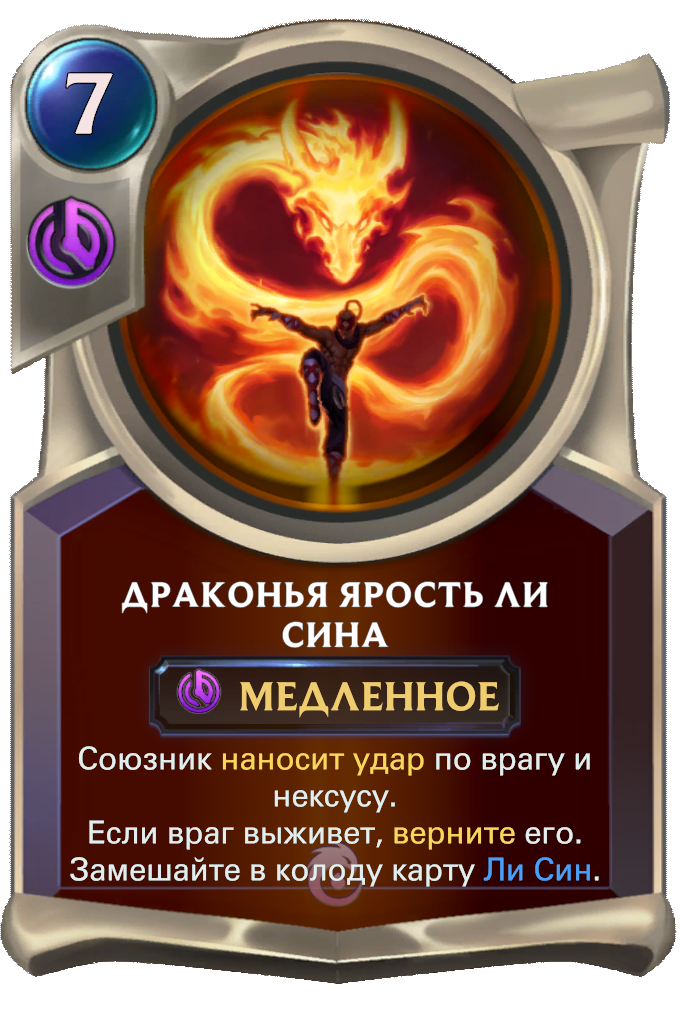 7
ДРАКОНЬЯ ЯРОСТЬ ЛИ
СИНА
МЕДЛЕННОЕ
Союзник наносит удар по врагу и
нексусу.
Если враг выживет, верните его.
Замешайте в колоду карту Ли Син.